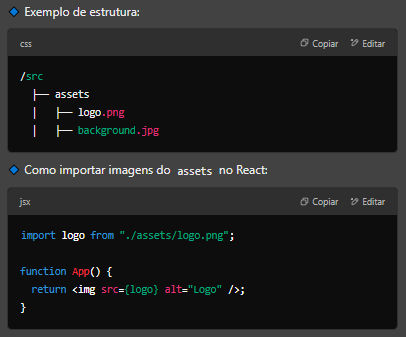 Exemplo de estrutura:
css Copiar Editar
/src
├── assets
│ ├── logo.png
│ ├── background.jpg
Como importar imagens do assets no React:
jsx Copiar Editar
import logo from "./assets/logo.png";
function App() {
return <img src={logo} alt="Logo" />;
}